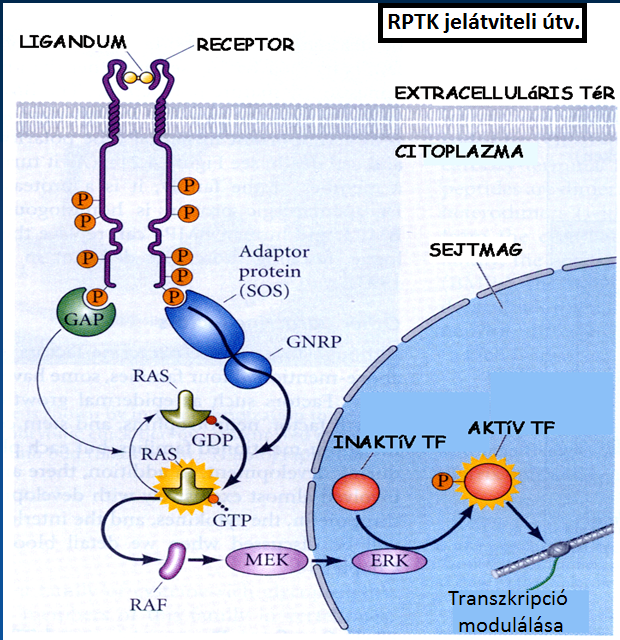 RPTK jelátviteli útv.
LIGANDUM
RECEPTOR
EXTRACELLULáRIS TéR
CITOPLAZMA
P
P
P
P
P
P
P
P
P
SEJTMAG
Adaptor
protein
(SOS)
GAP
GNRP
RAS
GDP
RAS
GTP
INAKTíV TF
AKTíV TF
P
RAF
MEK
ERK
Transzkripció
modulálása